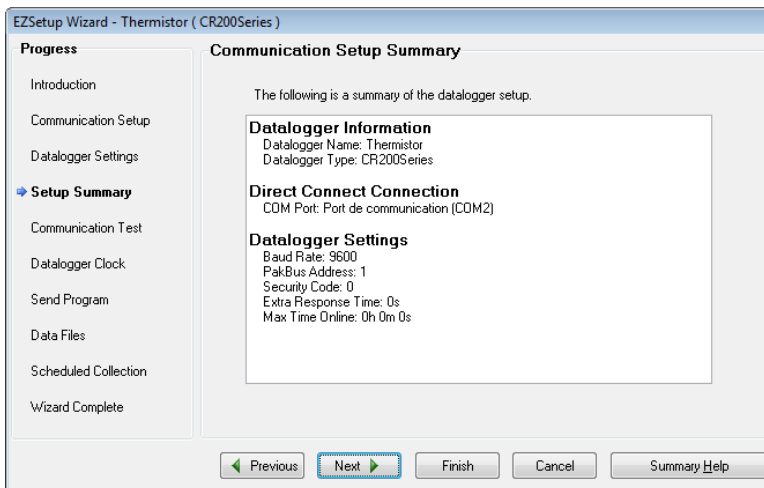 EZSetup Wizard - Thermistor ( CR200Series )
Progress
Introduction
Communication Setup
Datalogger Settings
Setup Summary
Communication Test
Datalogger Clock
Send Program
Data Files
Scheduled Collection
Wizard Complete
Communication Setup Summary
The following is a summary of the datalogger setup.
Datalogger Information
Datalogger Name: Thermistor
Datalogger Type: CR200Series
Direct Connect Connection
COM Port: Port de communication (COM2)
Datalogger Settings
Baud Rate: 9600
PakBus Address: 1
Security Code: 0
Extra Response Time: 0s
Max Time Online: 0h 0m 0s
Previous
Next
Finish
Cancel
Summary Help